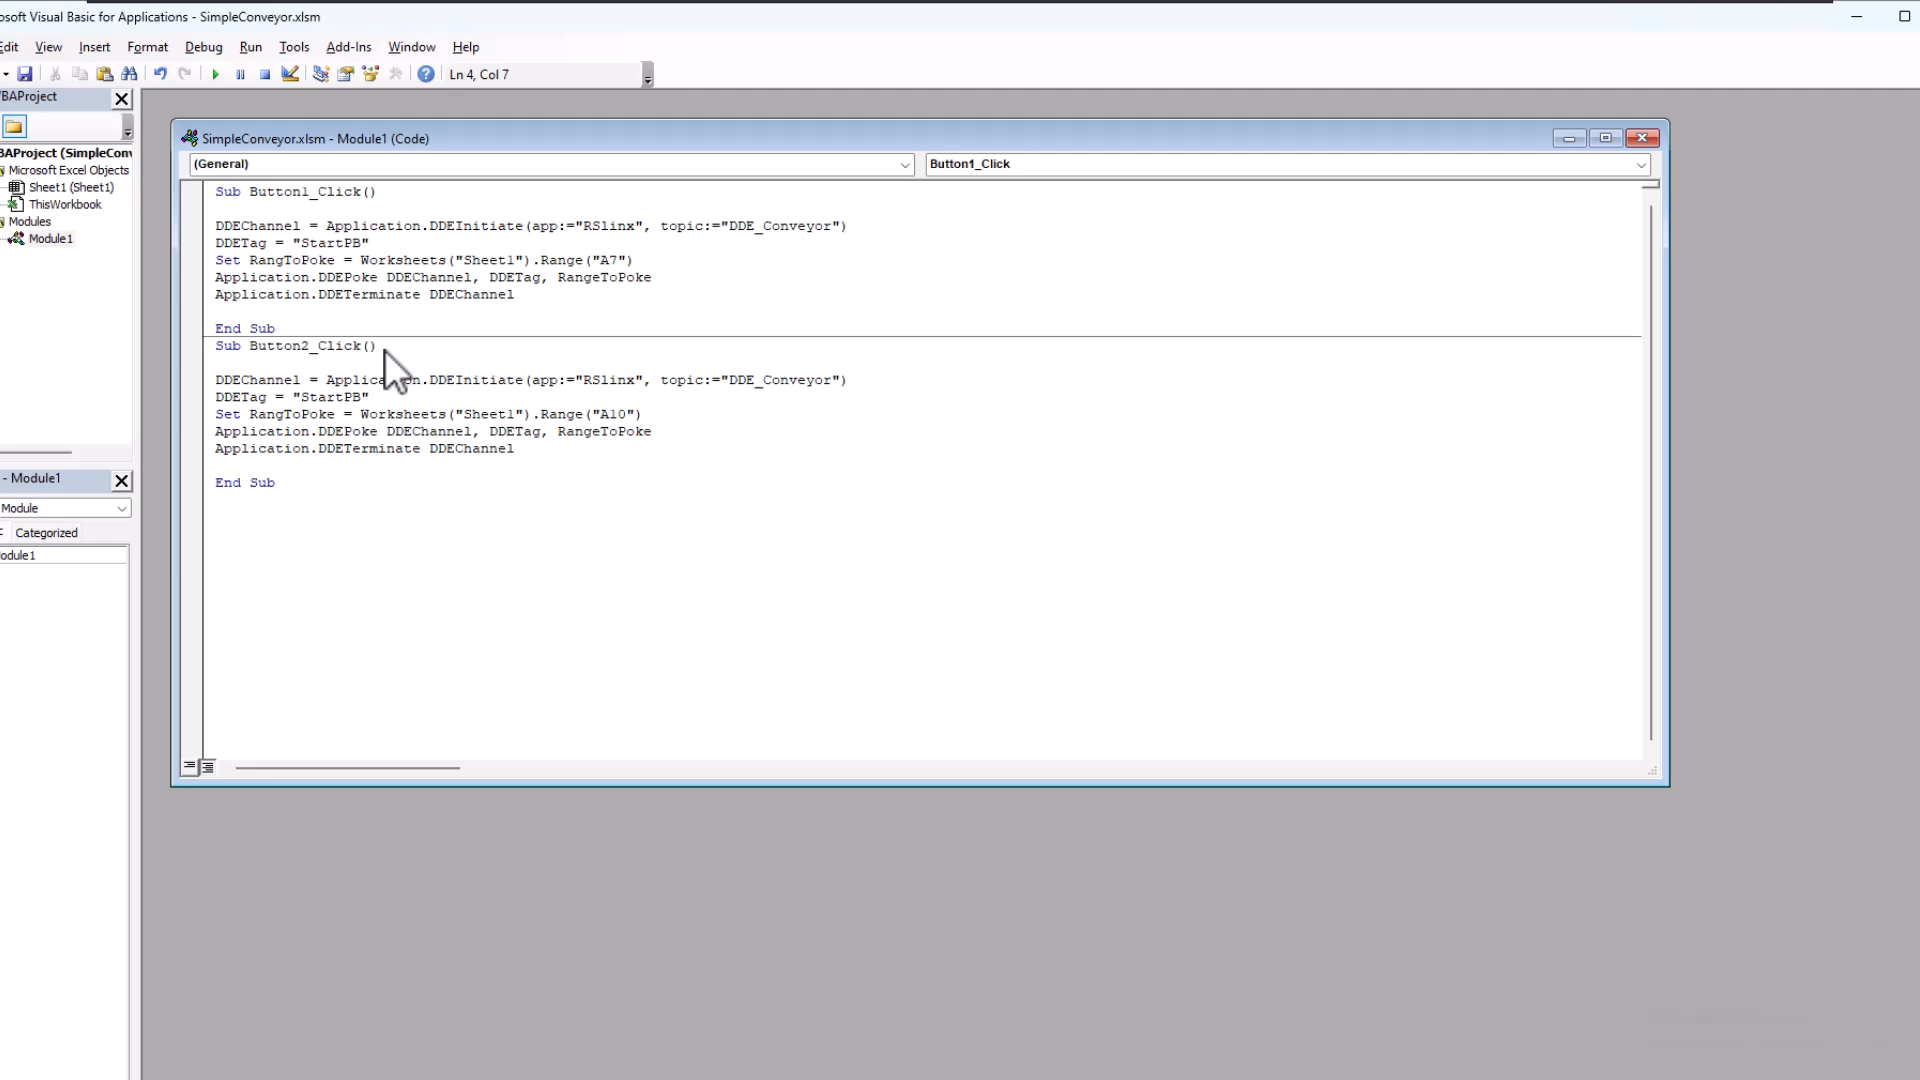 osoft Visual Basic for Applications - SimpleConveyor.xlsm
Edit View Insert Format Debug Run Tools Add-Ins Window Help
Ln 4, Col 7
BAProject
BAProject (SimpleCon
Microsoft Excel Objects
Sheet1 (Sheet1)
ThisWorkbook
Modules
Module1
- Module1
Module
Categorized
odule1
SimpleConveyor.xlsm - Module1 (Code)
(General)
Button1_Click
Sub Button1_Click()
DDEChannel = Application.DDEInitiate(app:="RSlinx", topic:="DDE_Conveyor")
DDETag = "StartPB"
Set RangToPoke = Worksheets("Sheet1").Range("A7")
Application.DDEPoke DDEChannel, DDETag, RangeToPoke
Application.DDETerminate DDEChannel
End Sub
Sub Button2_Click()
DDEChannel = Application.DDEInitiate(app:="RSlinx", topic:="DDE_Conveyor")
DDETag = "StartPB"
Set RangToPoke = Worksheets("Sheet1").Range("A10")
Application.DDEPoke DDEChannel, DDETag, RangeToPoke
Application.DDETerminate DDEChannel
End Sub